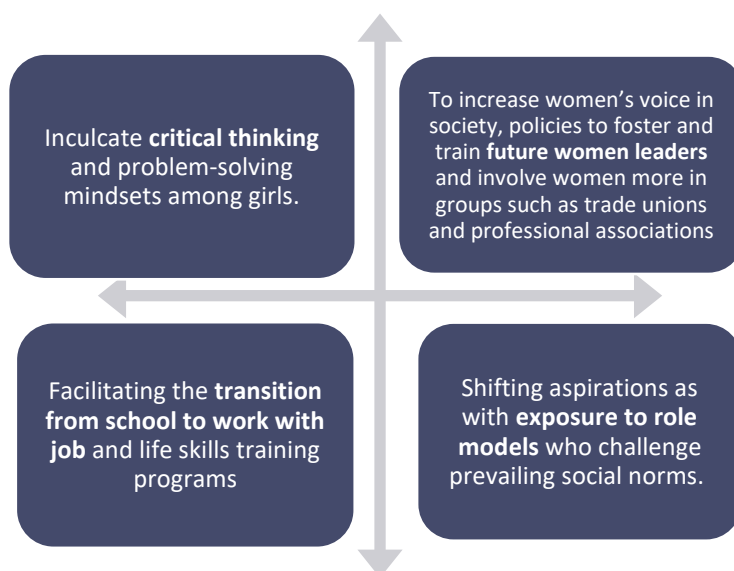 Inculcate critical thinking
and problem-solving
mindsets among girls.
To increase women’s voice in
society, policies to foster and
train future women leaders
and involve women more in
groups such as trade unions
and professional associations
Facilitating the transition
from school to work with
job and life skills training
programs
Shifting aspirations as
with exposure to role
models who challenge
prevailing social norms.